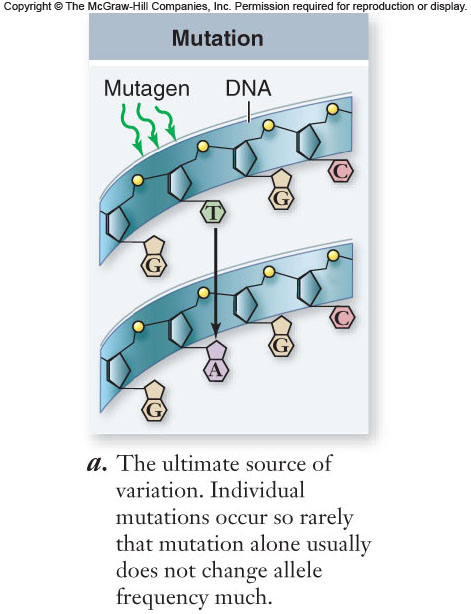 Copyright © The McGraw-Hill Companies, Inc. Permission required for reproduction or display.
Mutation
Mutagen DNA
C
G
T
G
C
G
A
G
a. The ultimate source of
variation. Individual
mutations occur so rarely
that mutation alone usually
does not change allele
frequency much.